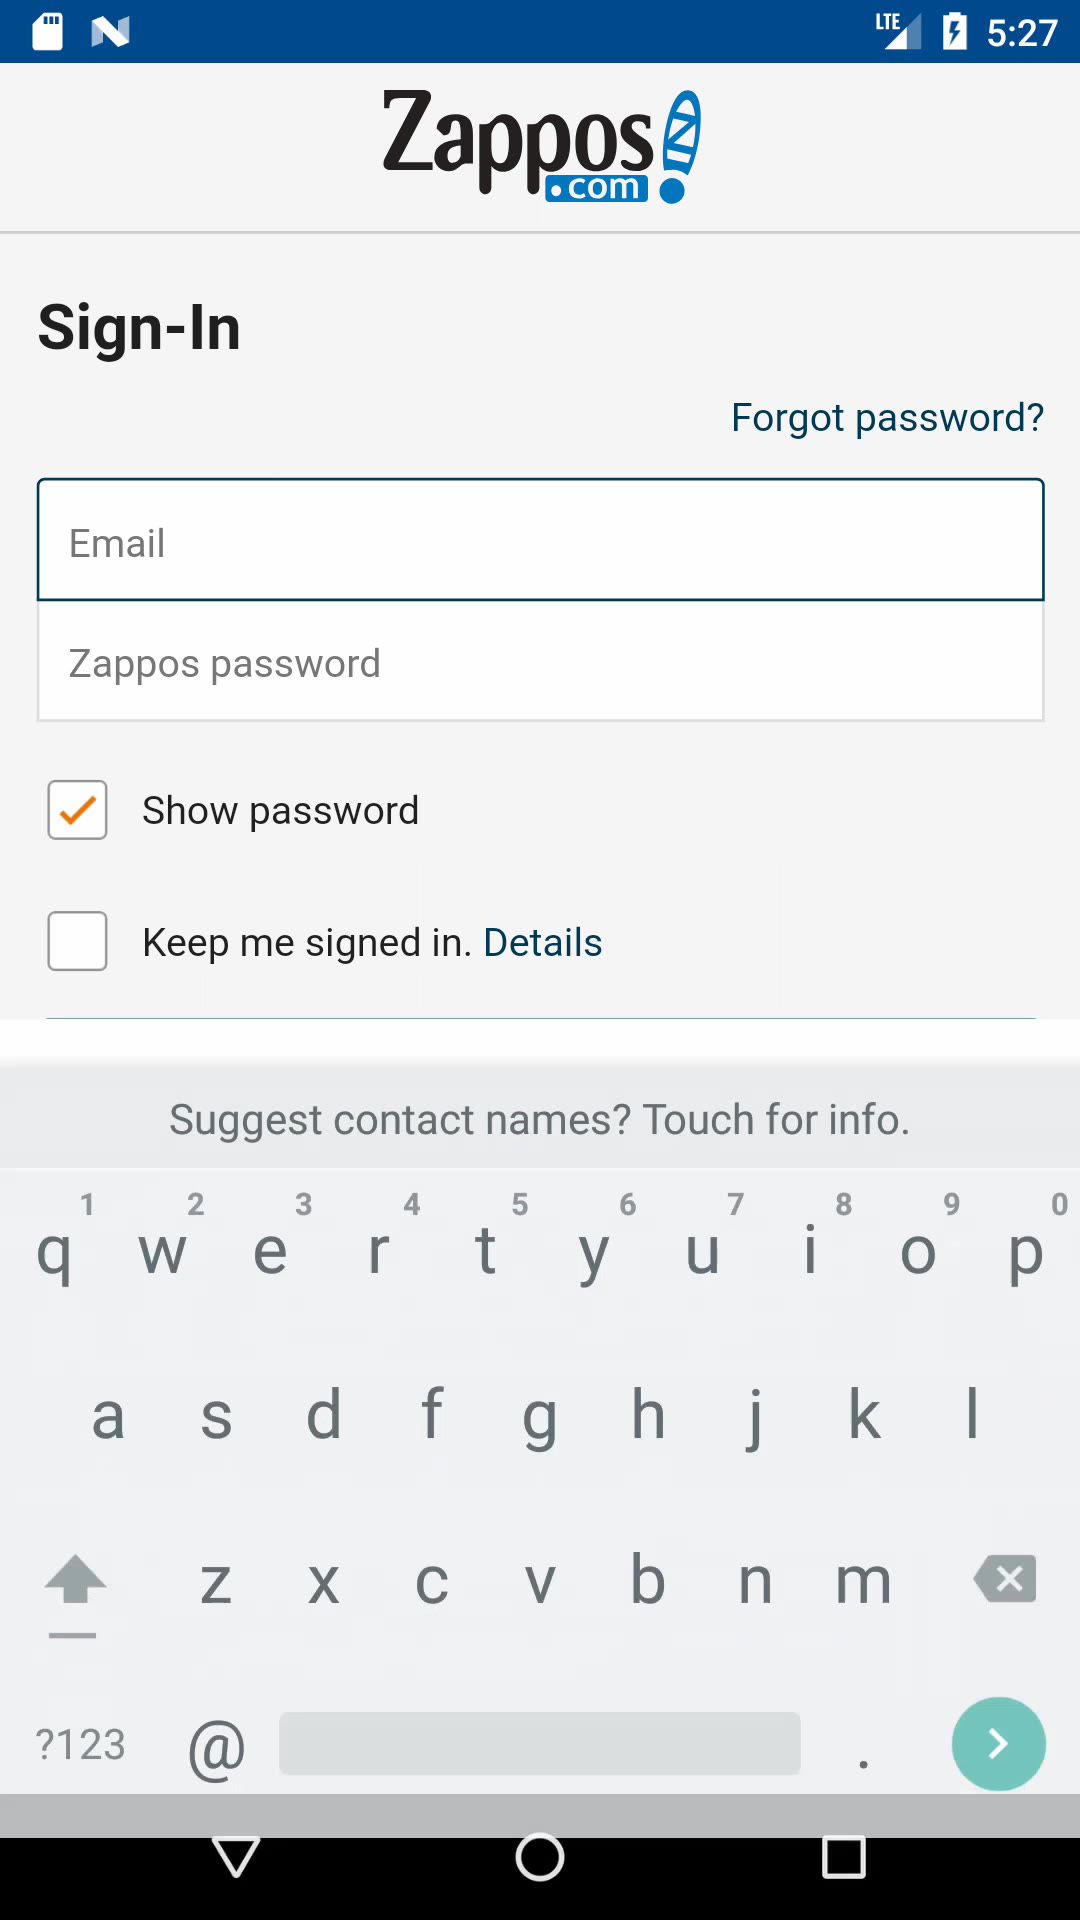 LTE 5:27
Zappos
.com
Sign-In
Forgot password?
Email
Zappos password
Show password
Keep me signed in. Details
Suggest contact names? Touch for info.
1 2 3 4 5 6 7 8 9 0
q w e r t y u i o p
a s d f g h j k l
z x c v b n m
?123 @ .